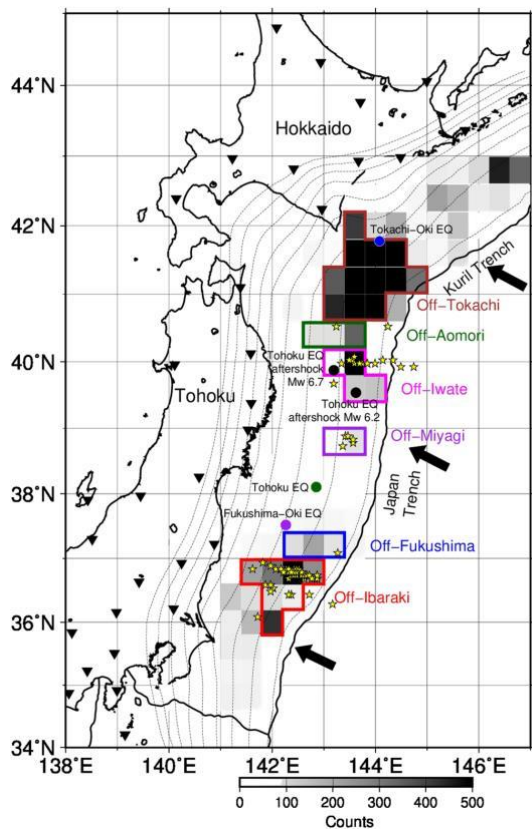 44°N
Hokkaido
42°N
Tokachi-Oki EQ
Kuril Trench
Off-Tokachi
Off-Aomori
40°N
Tohoku EQ
aftershock
Mw 6.7
Tohoku
Off-Iwate
Tohoku EQ
aftershock Mw 6.2
Off-Miyagi
Japan
Trench
38°N
Tohoku EQ
Fukushima-Oki EQ
Off-Fukushima
Off-Ibaraki
36°N
34°N
138°E 140°E 142°E 144°E 146°E
0 100 200 300 400 500
Counts